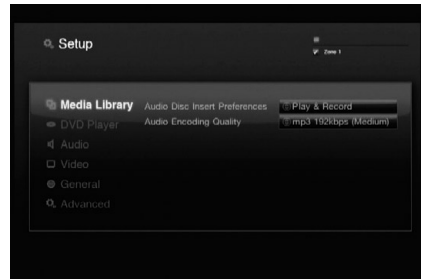 Setup
Zone 1
Media Library
Audio Disc Insert Preferences
Play & Record
DVD Player
Audio Encoding Quality
mp3 192kbps (Medium)
Audio
Video
General
Advanced